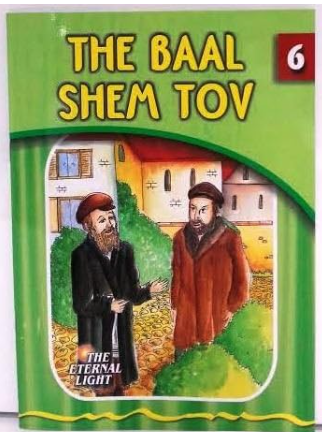 THE BAAL
SHEM TOV
6
THE
ETERNAL
LIGHT